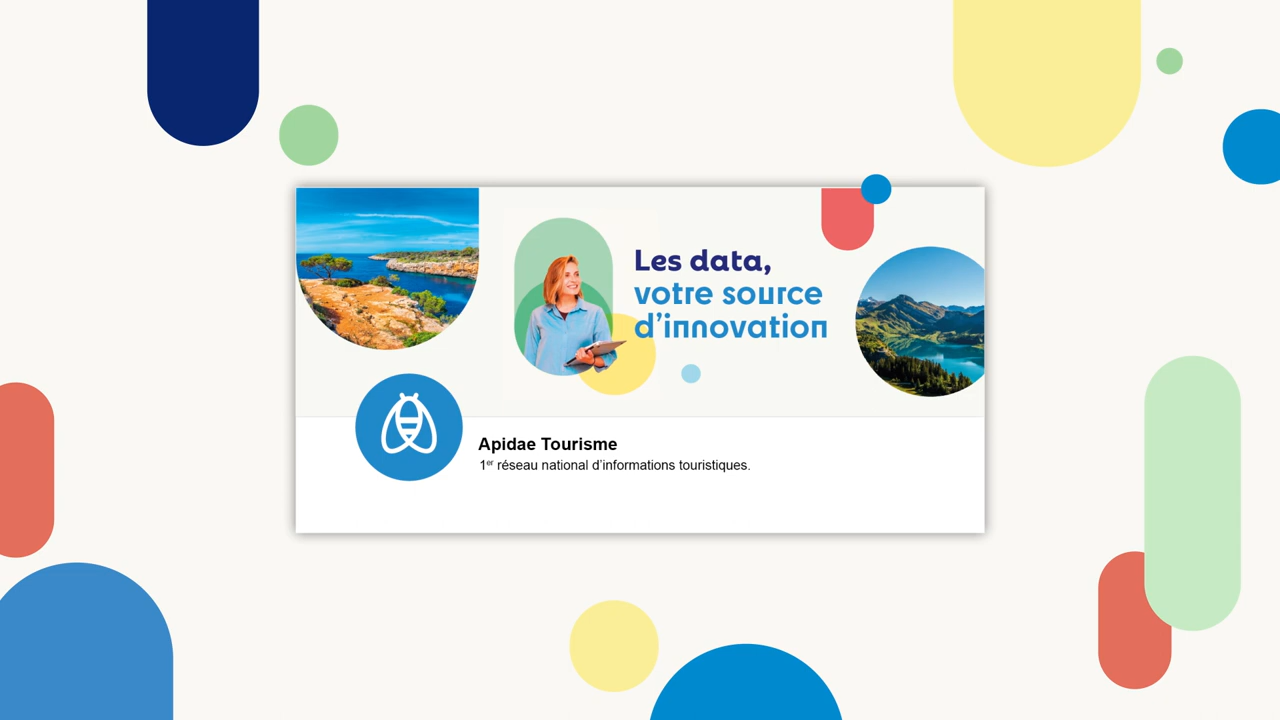 Les data,
votre source
d’innovation
Apidae Tourisme
1er réseau national d’informations touristiques.